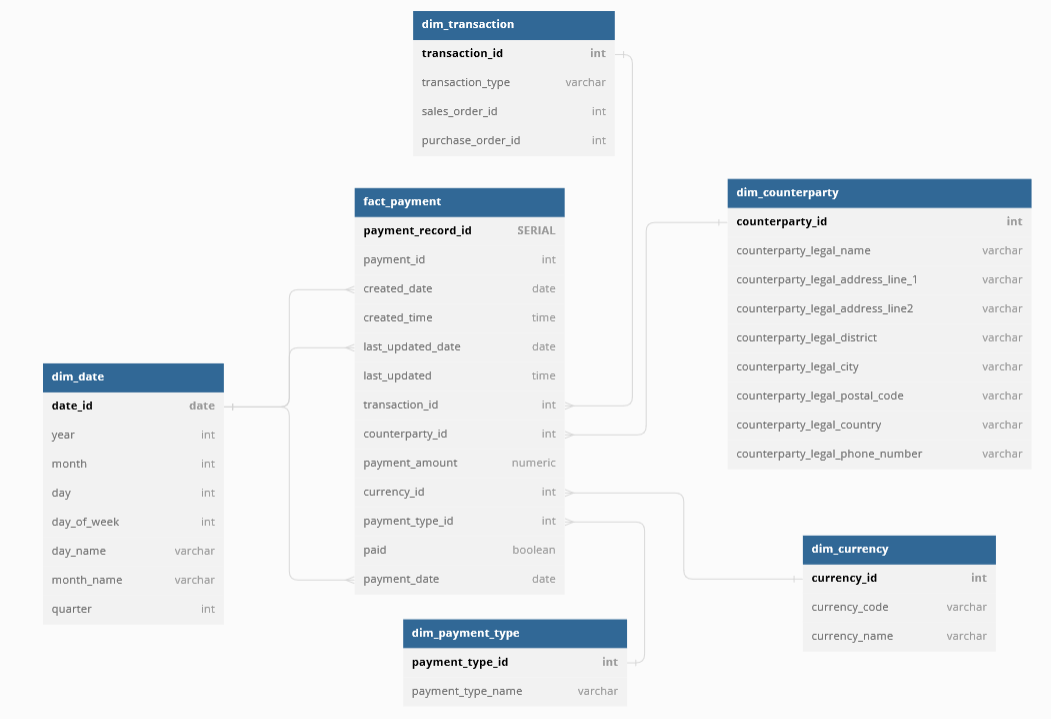 dim_transaction
transaction_id int
transaction_type varchar
sales_order_id int
purchase_order_id int
fact_payment
payment_record_id SERIAL
payment_id int
created_date date
created_time time
last_updated_date date
last_updated time
transaction_id int
counterparty_id int
payment_amount numeric
currency_id int
payment_type_id int
paid boolean
payment_date date
dim_counterparty
counterparty_id int
counterparty_legal_name varchar
counterparty_legal_address_line_1 varchar
counterparty_legal_address_line2 varchar
counterparty_legal_district varchar
counterparty_legal_city varchar
counterparty_legal_postal_code varchar
counterparty_legal_country varchar
counterparty_legal_phone_number varchar
dim_date
date_id date
year int
month int
day int
day_of_week int
day_name varchar
month_name varchar
quarter int
dim_currency
currency_id int
currency_code varchar
currency_name varchar
dim_payment_type
payment_type_id int
payment_type_name varchar